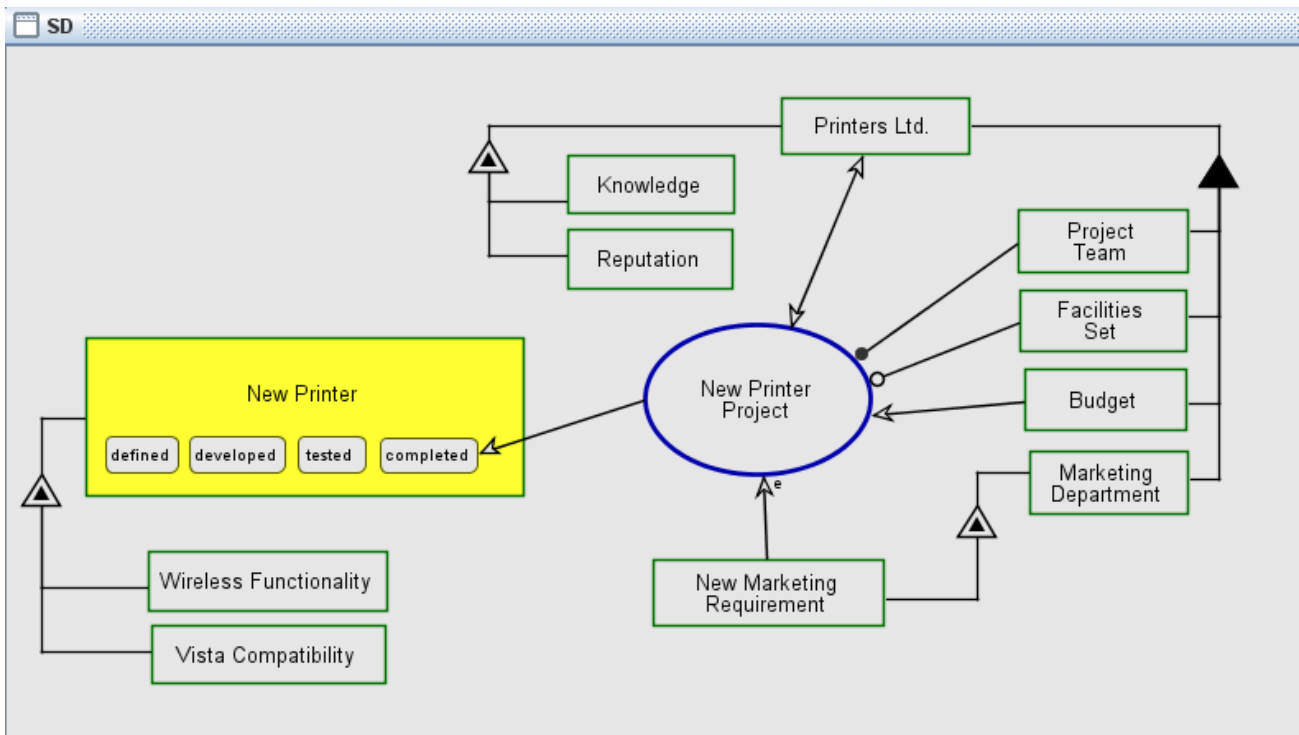 SD
Printers Ltd.
Knowledge
Reputation
Project
Team
Facilities
Set
New Printer
Project
Budget
New Printer
defined
developed
tested
completed
e
Marketing
Department
New Marketing
Requirement
Wireless Functionality
Vista Compatibility